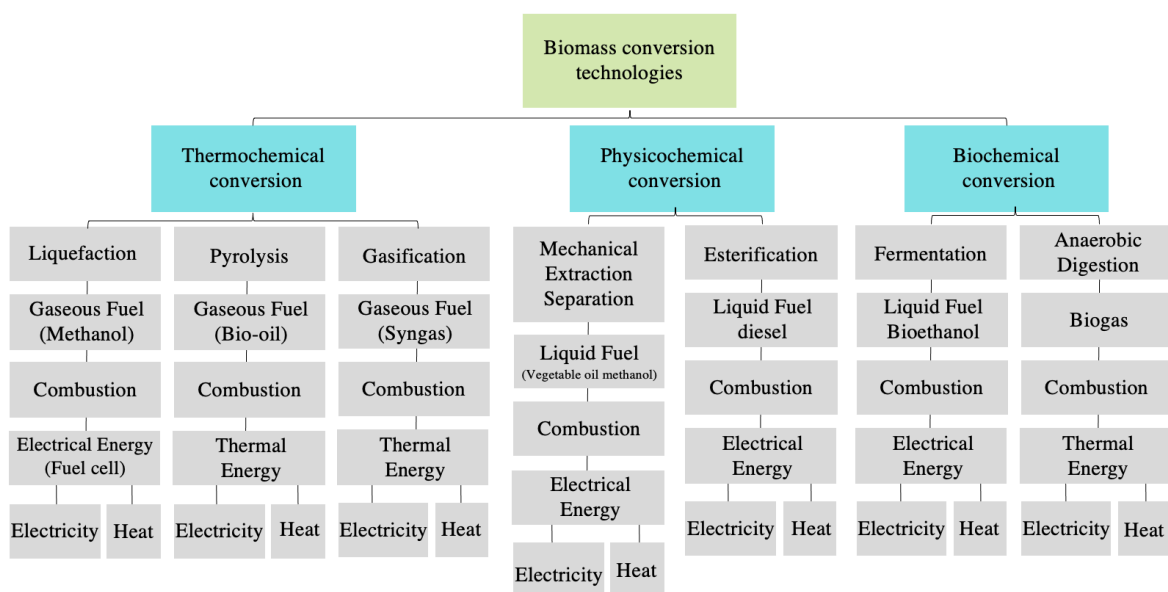 Biomass conversion
technologies
Thermochemical
conversion
Physicochemical
conversion
Biochemical
conversion
Liquefaction
Pyrolysis
Gasification
Mechanical
Extraction
Separation
Esterification
Fermentation
Anaerobic
Digestion
Gaseous Fuel
(Methanol)
Gaseous Fuel
(Bio-oil)
Gaseous Fuel
(Syngas)
Liquid Fuel
(Vegetable oil methanol)
Liquid Fuel
diesel
Liquid Fuel
Bioethanol
Biogas
Combustion
Combustion
Combustion
Combustion
Combustion
Combustion
Combustion
Electrical Energy
(Fuel cell)
Thermal
Energy
Thermal
Energy
Electrical
Energy
Electrical
Energy
Electrical
Energy
Thermal
Energy
Electricity
Heat
Electricity
Heat
Electricity
Heat
Electricity
Heat
Electricity
Heat
Electricity
Heat
Electricity
Heat